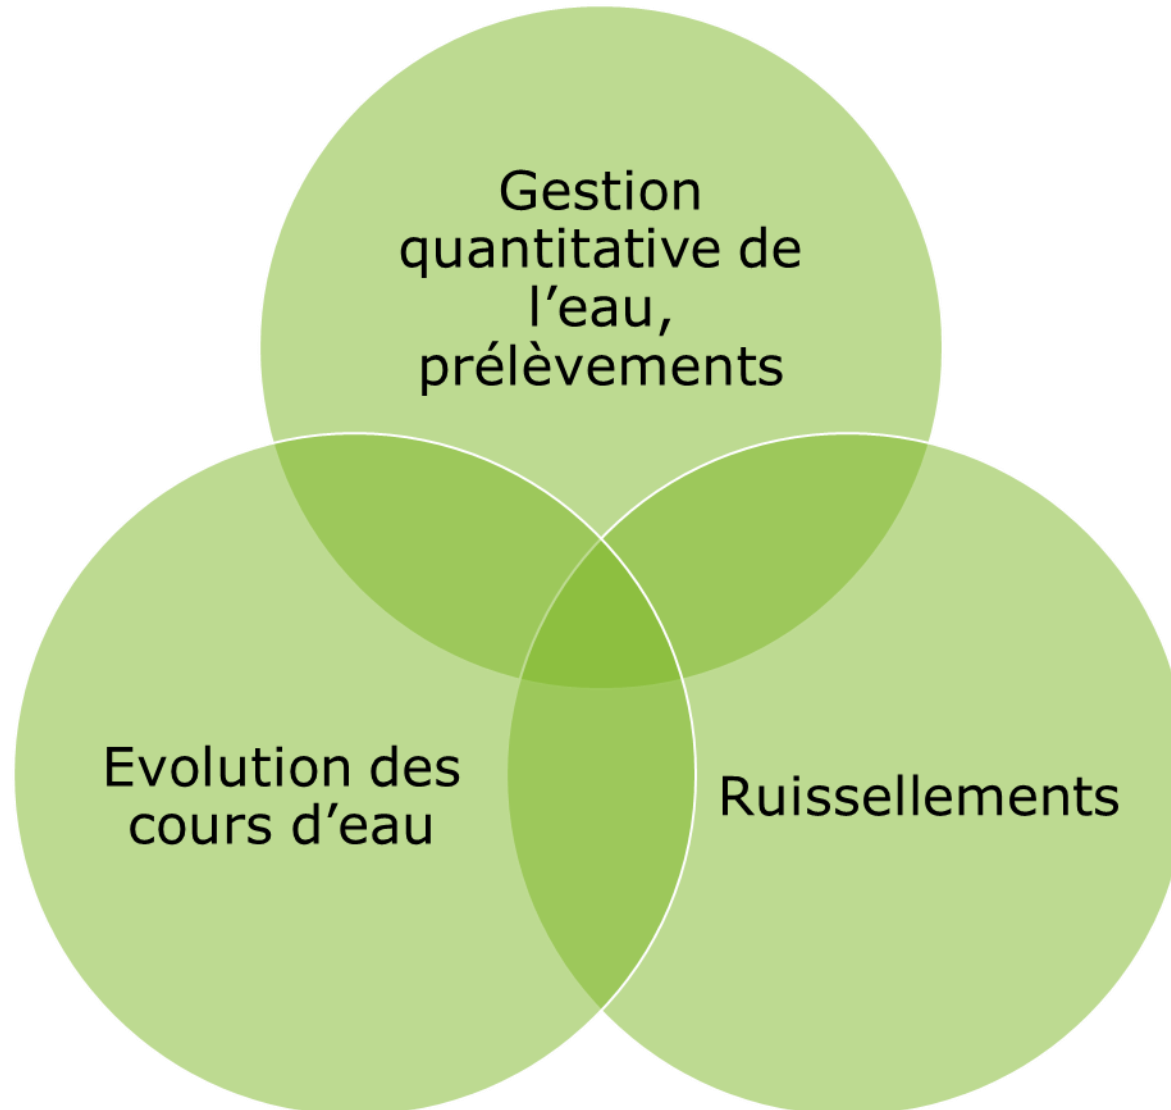 Gestion
quantitative de
l’eau,
prélèvements
Evolution des
cours d’eau
Ruissellements